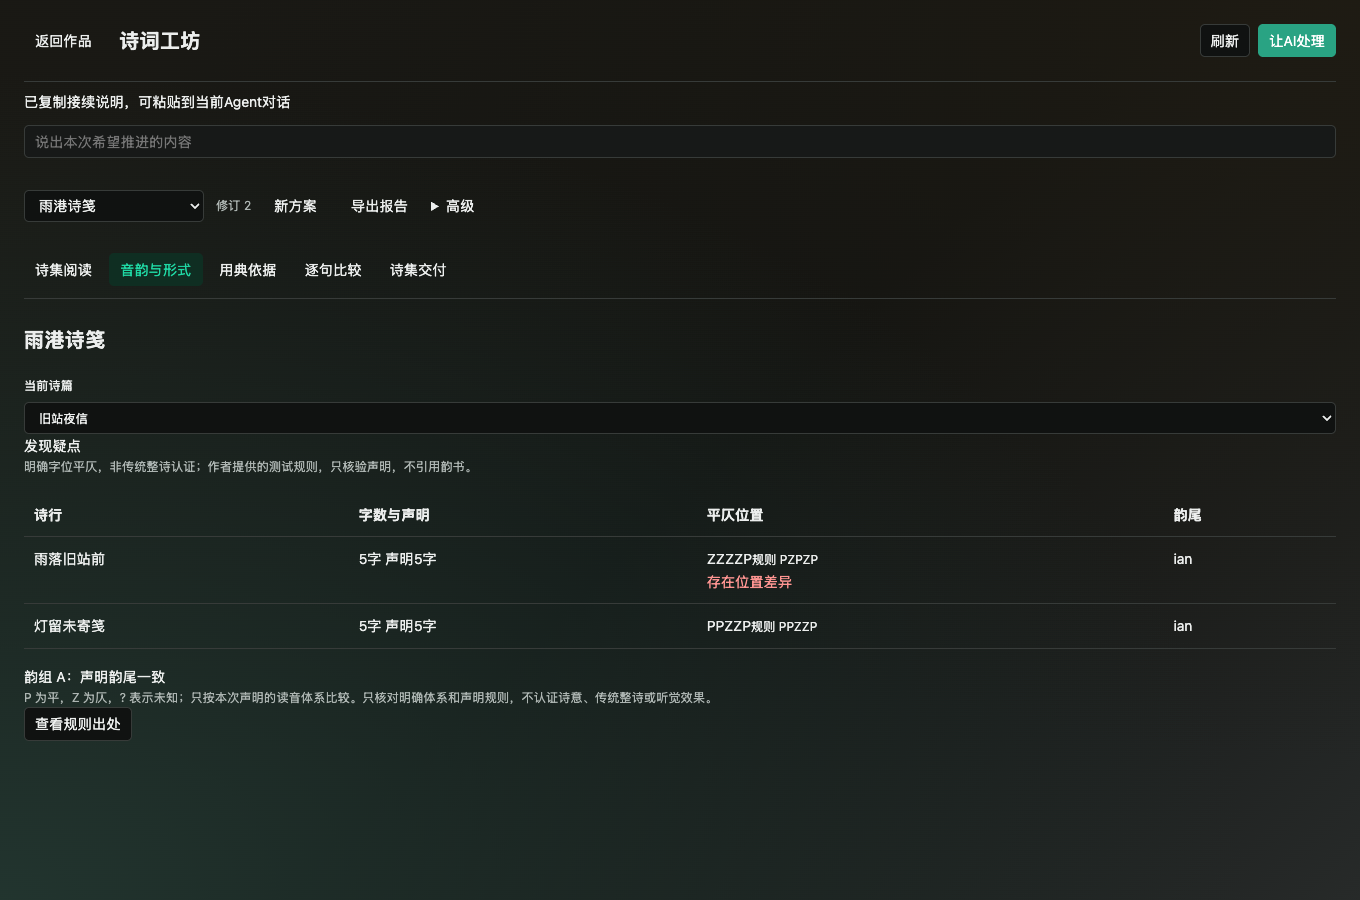 返回作品 诗词工坊 刷新 让AI处理
已复制接续说明，可粘贴到当前Agent对话
说出本次希望推进的内容
雨港诗笺 修订 2 新方案 导出报告 ▶ 高级
诗集阅读 音韵与形式 用典依据 逐句比较 诗集交付
雨港诗笺
当前诗篇
旧站夜信
发现疑点
明确字位平仄，非传统整诗认证；作者提供的测试规则，只核验声明，不引用韵书。
诗行 字数与声明 平仄位置 韵尾
雨落旧站前 5字 声明5字 ZZZZP规则 PZPZP ian
存在位置差异
灯留未寄笺 5字 声明5字 PPZZP规则 PPZZP ian
韵组 A：声明韵尾一致
P 为平，Z 为仄，? 表示未知；只按本次声明的读音体系比较。只核对明确体系和声明规则，不认证诗意、传统整诗或听觉效果。
查看规则出处